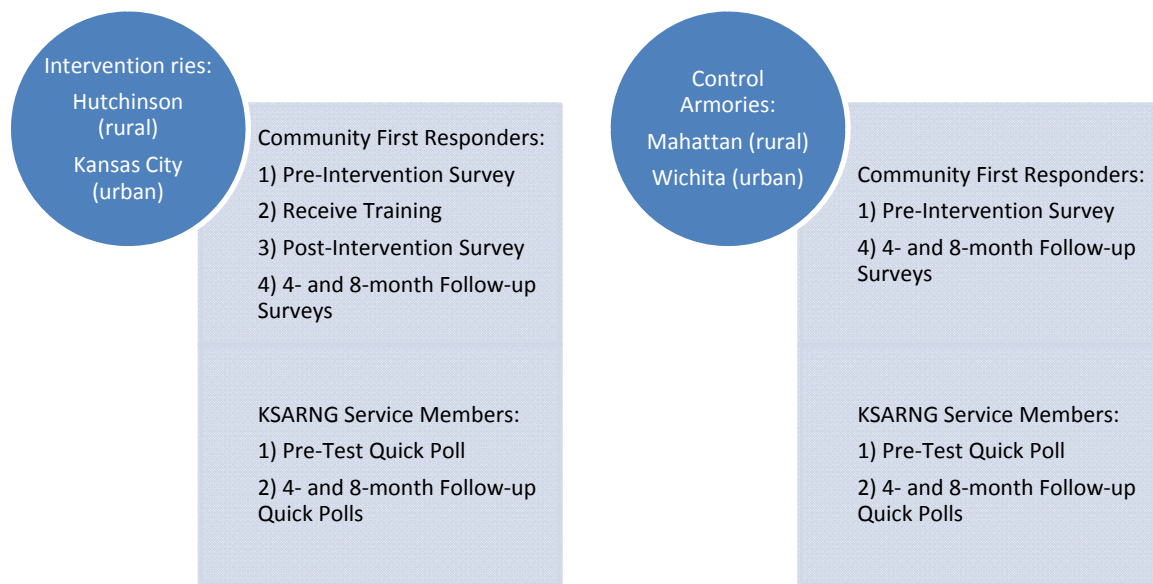 Intervention ries:
Hutchinson
(rural)
Kansas City
(urban)
Community First Responders:
1) Pre-Intervention Survey
2) Receive Training
3) Post-Intervention Survey
4) 4- and 8-month Follow-up
Surveys
KSARNG Service Members:
1) Pre-Test Quick Poll
2) 4- and 8-month Follow-up
Quick Polls
Control
Armories:
Mahattan (rural)
Wichita (urban)
Community First Responders:
1) Pre-Intervention Survey
4) 4- and 8-month Follow-up
Surveys
KSARNG Service Members:
1) Pre-Test Quick Poll
2) 4- and 8-month Follow-up
Quick Polls